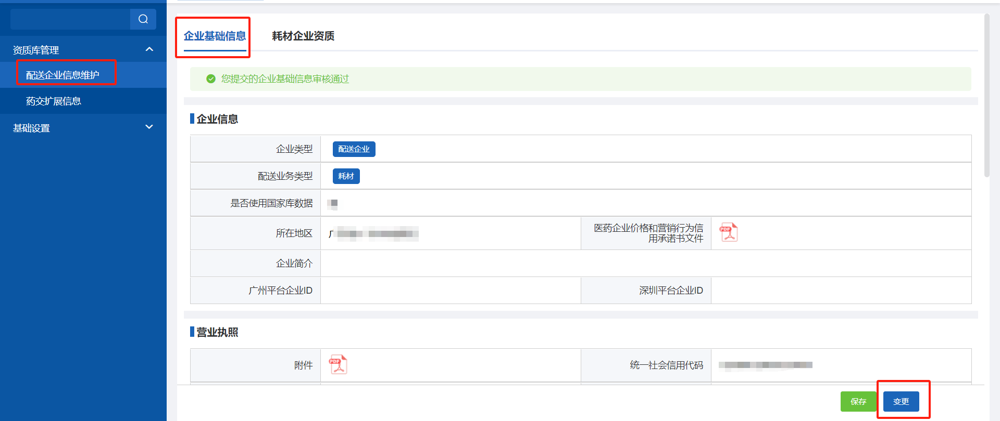 资质库管理
配送企业信息维护
药交扩展信息
基础设置
企业基础信息
耗材企业资质
您提交的企业基础信息审核通过
企业信息
企业类型
配送企业
配送业务类型
耗材
是否使用国家库数据
所在地区
医药企业价格和营销行为信
用承诺书文件
PDF
企业简介
广州平台企业ID
深圳平台企业ID
营业执照
附件
PDF
统一社会信用代码
保存
变更